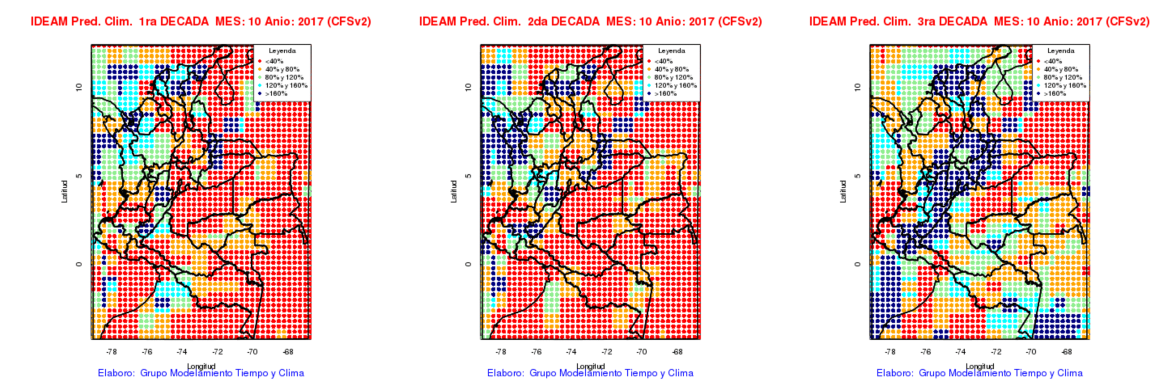 IDEAM Pred. Clim. 1ra DECADA MES: 10 Anio: 2017 (CFSv2)
Leyenda
<40%
40% y 80%
80% y 120%
120% y 160%
>160%
10
5
0
Latitud
-78 -76 -74 -72 -70 -68
Longitud
Elaboro: Grupo Modelamiento Tiempo y Clima
IDEAM Pred. Clim. 2da DECADA MES: 10 Anio: 2017 (CFSv2)
Leyenda
<40%
40% y 80%
80% y 120%
120% y 160%
>160%
10
5
0
Latitud
-78 -76 -74 -72 -70 -68
Longitud
Elaboro: Grupo Modelamiento Tiempo y Clima
IDEAM Pred. Clim. 3ra DECADA MES: 10 Anio: 2017 (CFSv2)
Leyenda
<40%
40% y 80%
80% y 120%
120% y 160%
>160%
10
5
0
Latitud
-78 -76 -74 -72 -70 -68
Longitud
Elaboro: Grupo Modelamiento Tiempo y Clima